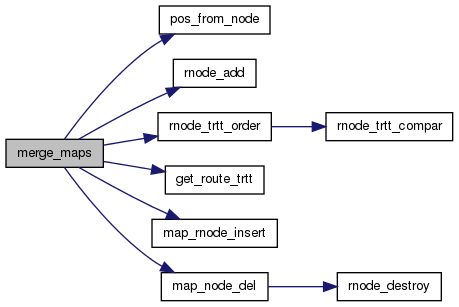 pos_from_node
rnode_add
rnode_trtt_order
rnode_trtt_compar
merge_maps
get_route_trtt
map_rnode_insert
map_node_del
rnode_destroy